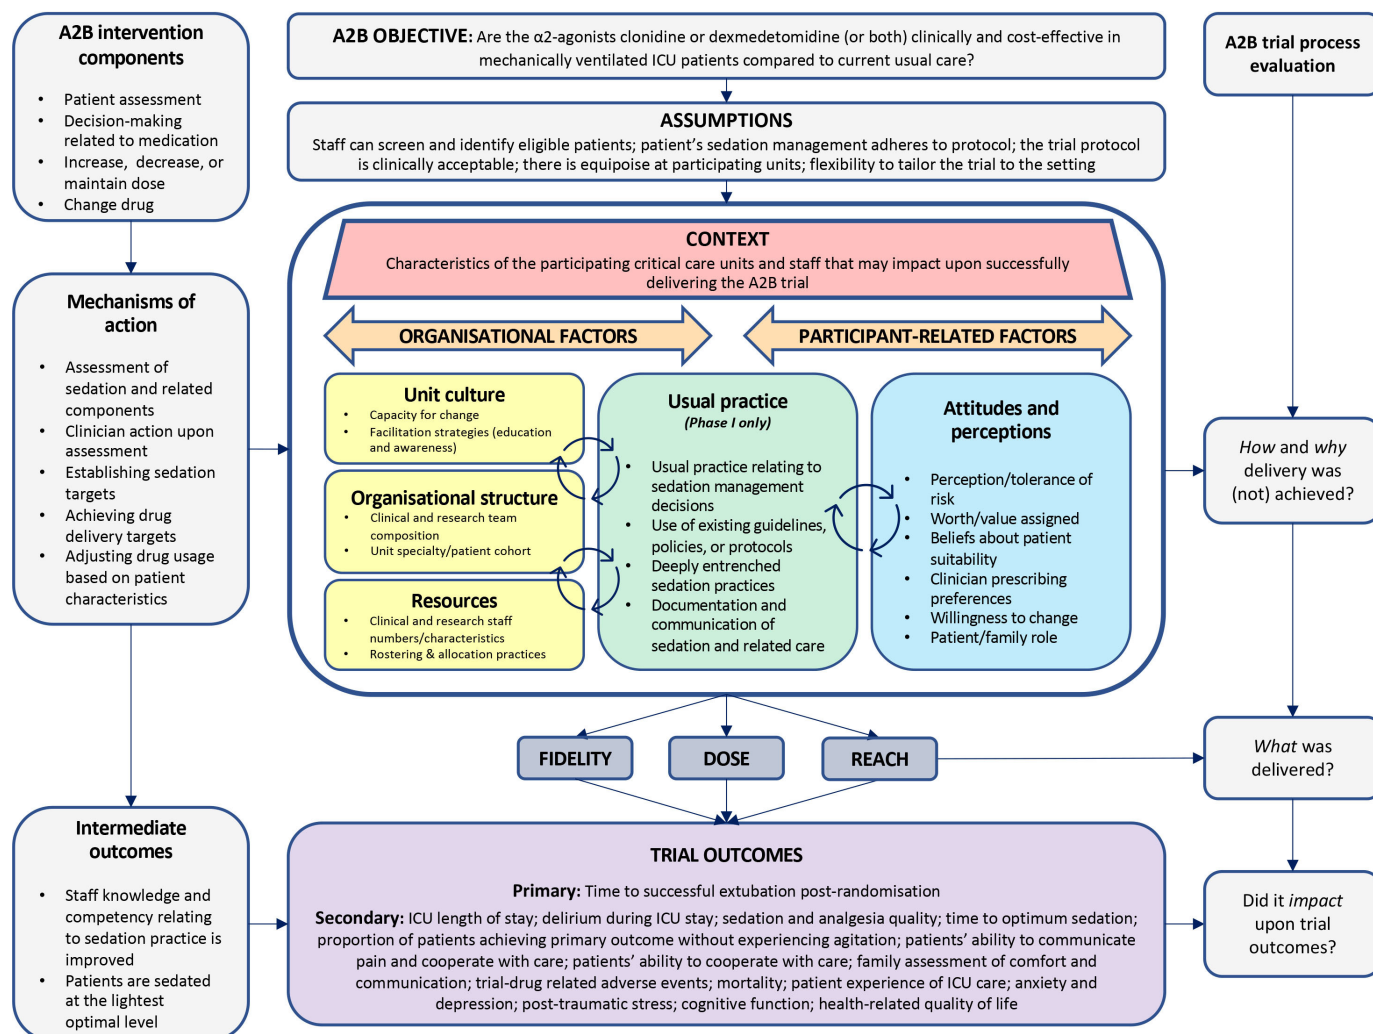 A2B intervention
components
• Patient assessment
• Decision-making
related to medication
• Increase, decrease, or
maintain dose
• Change drug
Mechanisms of
action
• Assessment of
sedation and related
components
• Clinician action upon
assessment
• Establishing sedation
targets
• Achieving drug
delivery targets
• Adjusting drug usage
based on patient
characteristics
Intermediate
outcomes
• Staff knowledge and
competency relating
to sedation practice is
improved
• Patients are sedated
at the lightest
optimal level
A2B OBJECTIVE: Are the α2-agonists clonidine or dexmedetomidine (or both) clinically and cost-effective in
mechanically ventilated ICU patients compared to current usual care?
ASSUMPTIONS
Staff can screen and identify eligible patients; patient's sedation management adheres to protocol; the trial protocol
is clinically acceptable; there is equipoise at participating units; flexibility to tailor the trial to the setting
CONTEXT
Characteristics of the participating critical care units and staff that may impact upon successfully
delivering the A2B trial
ORGANISATIONAL FACTORS
PARTICIPANT-RELATED FACTORS
Unit culture
• Capacity for change
• Facilitation strategies (education
and awareness)
Organisational structure
• Clinical and research team
composition
• Unit specialty/patient cohort
Resources
• Clinical and research staff
numbers/characteristics
• Rostering & allocation practices
Usual practice
(Phase I only)
• Usual practice relating to
sedation management
decisions
• Use of existing guidelines,
policies, or protocols
• Deeply entrenched
sedation practices
• Documentation and
communication of
sedation and related care
Attitudes and
perceptions
• Perception/tolerance of
risk
• Worth/value assigned
• Beliefs about patient
suitability
• Clinician prescribing
preferences
• Willingness to change
• Patient/family role
FIDELITY
DOSE
REACH
TRIAL OUTCOMES
Primary: Time to successful extubation post-randomisation
Secondary: ICU length of stay; delirium during ICU stay; sedation and analgesia quality; time to optimum sedation;
proportion of patients achieving primary outcome without experiencing agitation; patients' ability to communicate
pain and cooperate with care; patients' ability to cooperate with care; family assessment of comfort and
communication; trial-drug related adverse events; mortality; patient experience of ICU care; anxiety and
depression; post-traumatic stress; cognitive function; health-related quality of life
A2B trial process
evaluation
How and why
delivery was
(not) achieved?
What was
delivered?
Did it impact
upon trial
outcomes?